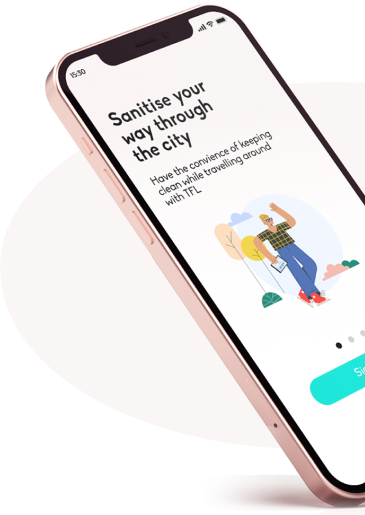 15:30
Sanitise your
way through
the city
Have the convience of keeping
clean while travelling around
with TFL